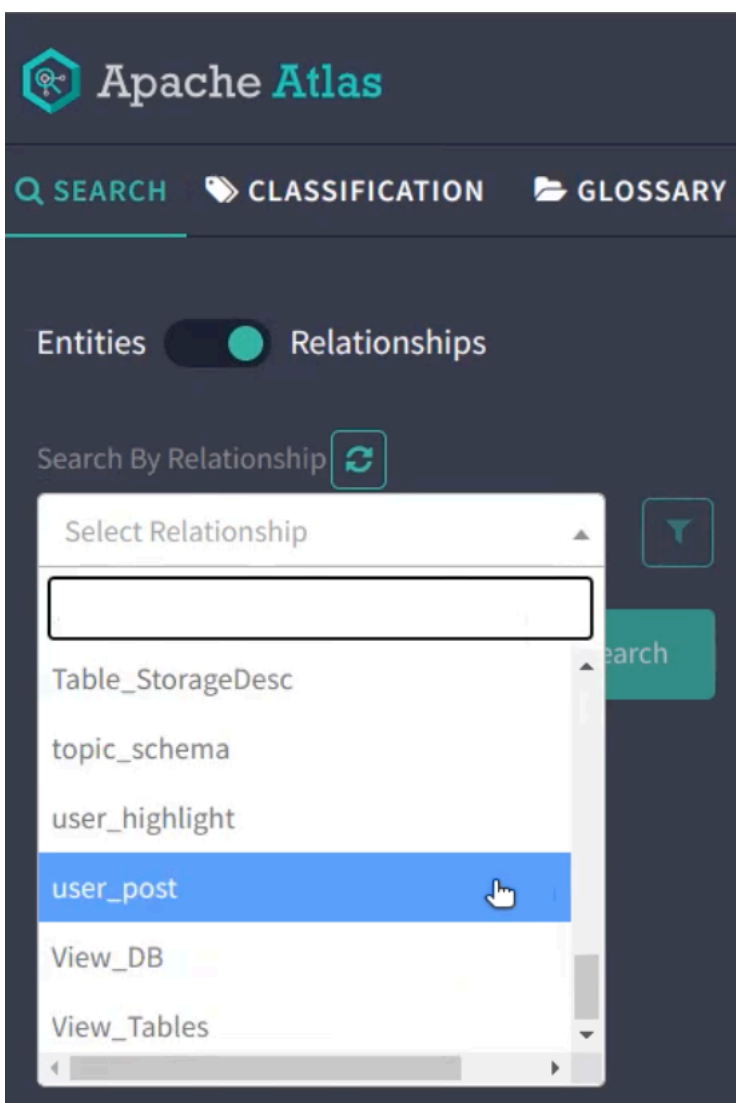 Apache Atlas
SEARCH CLASSIFICATION GLOSSARY
Entities Relationships
Search By Relationship
Select Relationship
Table_StorageDesc
topic_schema
user_highlight
user_post
View_DB
View_Tables